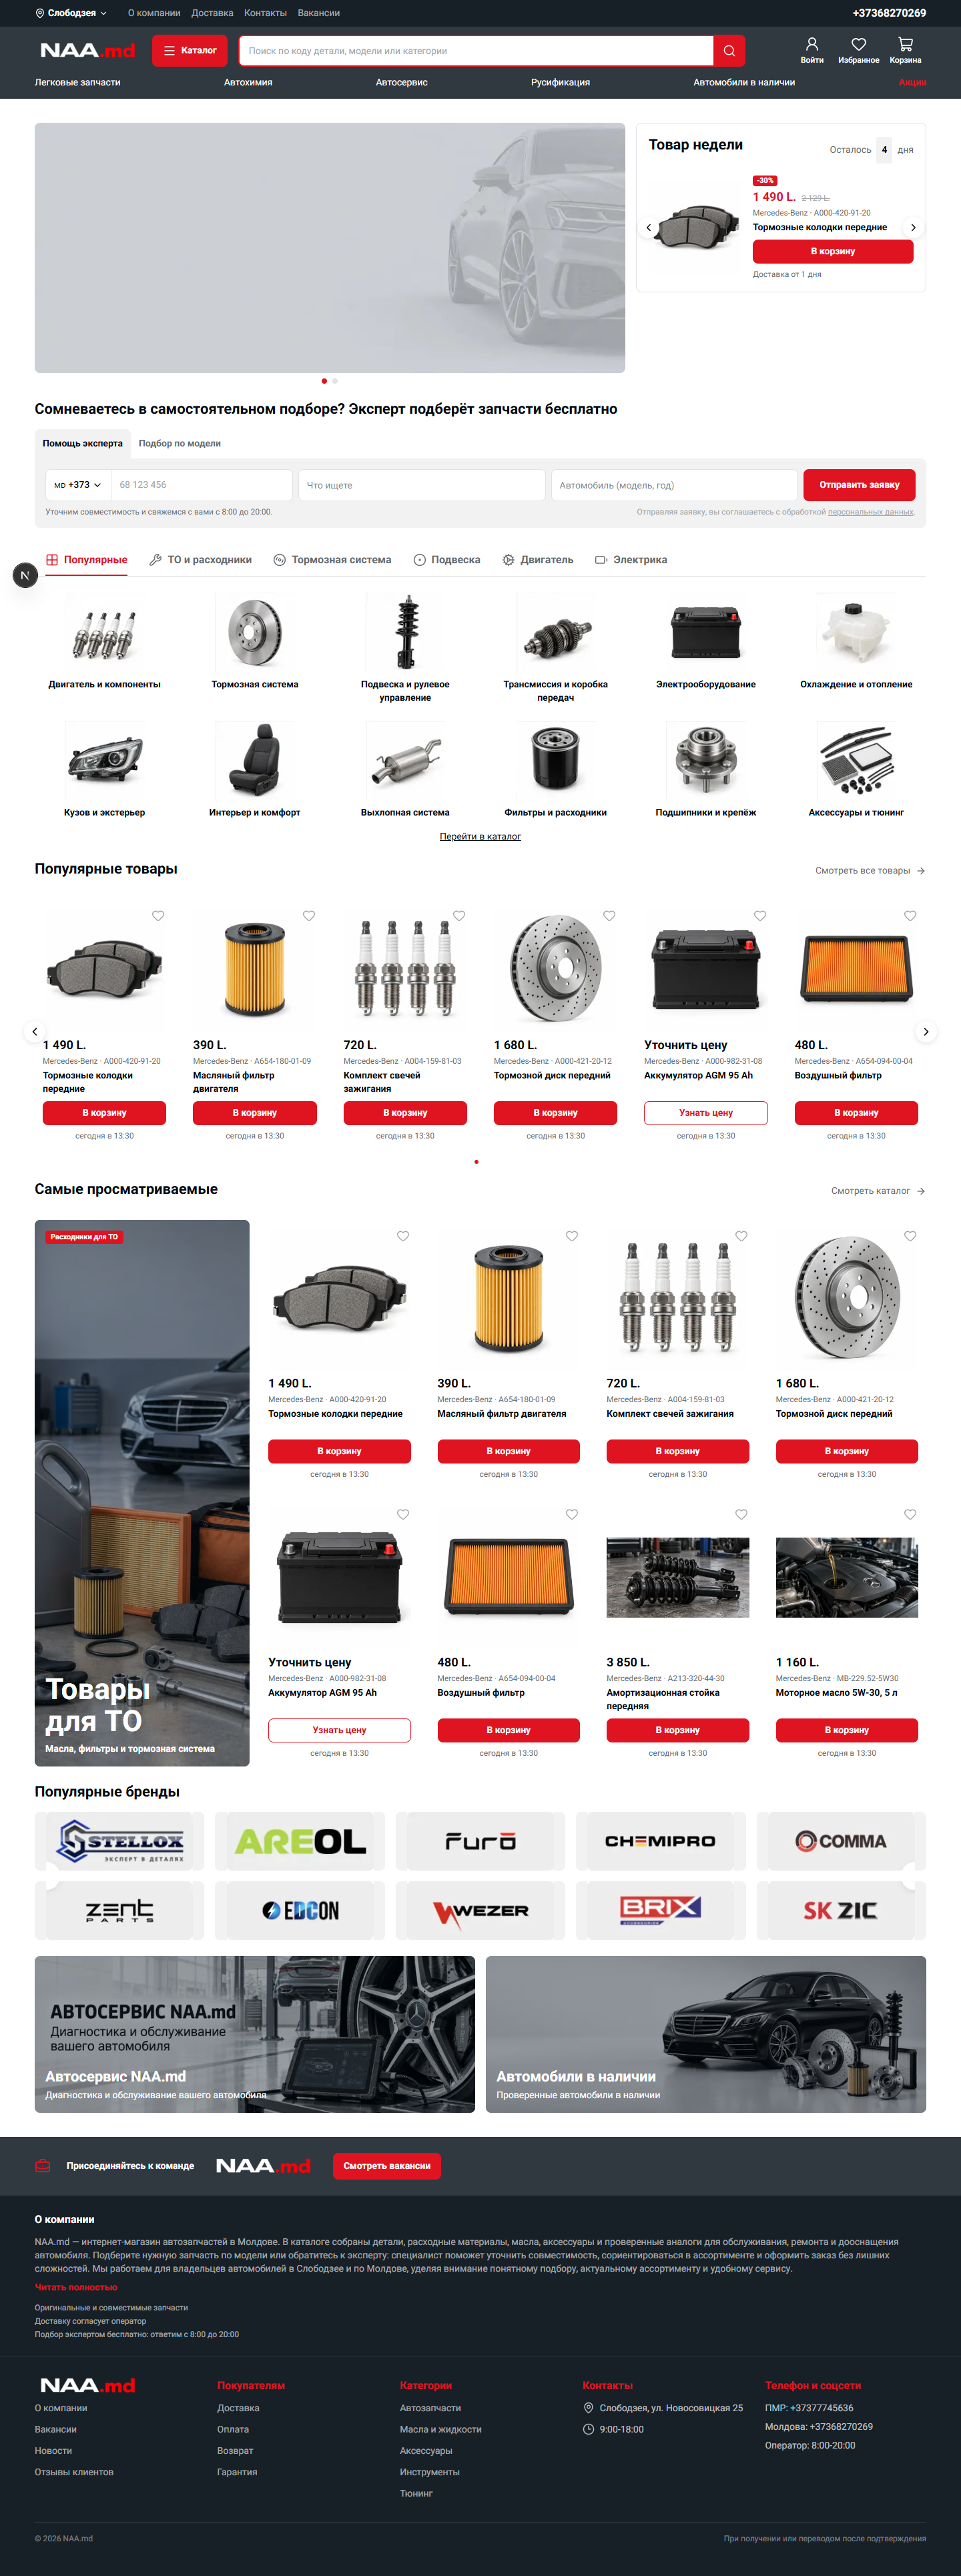 Слободзея
О компании
Доставка
Контакты
Вакансии
+37368270269
NAA.md
Каталог
Поиск по коду детали, модели или категории
Войти
Избранное
Корзина
Легковые запчасти
Автохимия
Автосервис
Русификация
Автомобили в наличии
Акции
Товар недели
Осталось 4 дня
-30%
1 490 L. 2 129 L.
Mercedes-Benz · A000-420-91-20
Тормозные колодки передние
В корзину
Доставка от 1 дня
Сомневаетесь в самостоятельном подборе? Эксперт подберёт запчасти бесплатно
Помощь эксперта
Подбор по модели
MD +373
68 123 456
Что ищете
Автомобиль (модель, год)
Отправить заявку
Уточним совместимость и свяжемся с вами с 8:00 до 20:00.
Отправляя заявку, вы соглашаетесь с обработкой персональных данных.
Популярные
ТО и расходники
Тормозная система
Подвеска
Двигатель
Электрика
N
Двигатель и компоненты
Тормозная система
Подвеска и рулевое
управление
Трансмиссия и коробка
передач
Электрооборудование
Охлаждение и отопление
Кузов и экстерьер
Интерьер и комфорт
Выхлопная система
Фильтры и расходники
Подшипники и крепёж
Аксессуары и тюнинг
Перейти в каталог
Популярные товары
Смотреть все товары
1 490 L.
Mercedes-Benz · A000-420-91-20
Тормозные колодки
передние
В корзину
сегодня в 13:30
390 L.
Mercedes-Benz · A654-180-01-09
Масляный фильтр
двигателя
В корзину
сегодня в 13:30
720 L.
Mercedes-Benz · A004-159-81-03
Комплект свечей
зажигания
В корзину
сегодня в 13:30
1 680 L.
Mercedes-Benz · A000-421-20-12
Тормозной диск передний
В корзину
сегодня в 13:30
Уточнить цену
Mercedes-Benz · A000-982-31-08
Аккумулятор AGM 95 Ah
Узнать цену
сегодня в 13:30
480 L.
Mercedes-Benz · A654-094-00-04
Воздушный фильтр
В корзину
сегодня в 13:30
Самые просматриваемые
Смотреть каталог
Расходники для ТО
Товары
для ТО
Масла, фильтры и тормозная система
1 490 L.
Mercedes-Benz · A000-420-91-20
Тормозные колодки передние
В корзину
сегодня в 13:30
390 L.
Mercedes-Benz · A654-180-01-09
Масляный фильтр двигателя
В корзину
сегодня в 13:30
720 L.
Mercedes-Benz · A004-159-81-03
Комплект свечей зажигания
В корзину
сегодня в 13:30
1 680 L.
Mercedes-Benz · A000-421-20-12
Тормозной диск передний
В корзину
сегодня в 13:30
Уточнить цену
Mercedes-Benz · A000-982-31-08
Аккумулятор AGM 95 Ah
Узнать цену
сегодня в 13:30
480 L.
Mercedes-Benz · A654-094-00-04
Воздушный фильтр
В корзину
сегодня в 13:30
3 850 L.
Mercedes-Benz · A213-320-44-30
Амортизационная стойка
передняя
В корзину
сегодня в 13:30
1 160 L.
Mercedes-Benz · MB-229.52-5W30
Моторное масло 5W-30, 5 л
В корзину
сегодня в 13:30
Популярные бренды
STELLOX
ЭКСПЕРТ В ДЕТАЛЯХ
AREOL
Furō
CHEMIPRO
COMMA
ZENT
PARTS
EDCON
WEZER
BRIX
SK ZIC
АВТОСЕРВИС NAA.md
Диагностика и обслуживание
вашего автомобиля
Автосервис NAA.md
Диагностика и обслуживание вашего автомобиля
Автомобили в наличии
Проверенные автомобили в наличии
Присоединяйтесь к команде
NAA.md
Смотреть вакансии
О компании
NAA.md — интернет-магазин автозапчастей в Молдове. В каталоге собраны детали, расходные материалы, масла, аксессуары и проверенные аналоги для обслуживания, ремонта и дооснащения
автомобиля. Подберите нужную запчасть по модели или обратитесь к эксперту: специалист поможет уточнить совместимость, сориентироваться в ассортименте и оформить заказ без лишних
сложностей. Мы работаем для владельцев автомобилей в Слободзее и по Молдове, уделяя внимание понятному подбору, актуальному ассортименту и удобному сервису.
Читать полностью
Оригинальные и совместимые запчасти
Доставку согласует оператор
Подбор экспертом бесплатно: ответим с 8:00 до 20:00
NAA.md
О компании
Вакансии
Новости
Отзывы клиентов
Покупателям
Доставка
Оплата
Возврат
Гарантия
Категории
Автозапчасти
Масла и жидкости
Аксессуары
Инструменты
Тюнинг
Контакты
Слободзея, ул. Новосовицкая 25
9:00-18:00
Телефон и соцсети
ПМР: +37377745636
Молдова: +37368270269
Оператор: 8:00-20:00
© 2026 NAA.md
При получении или переводом после подтверждения